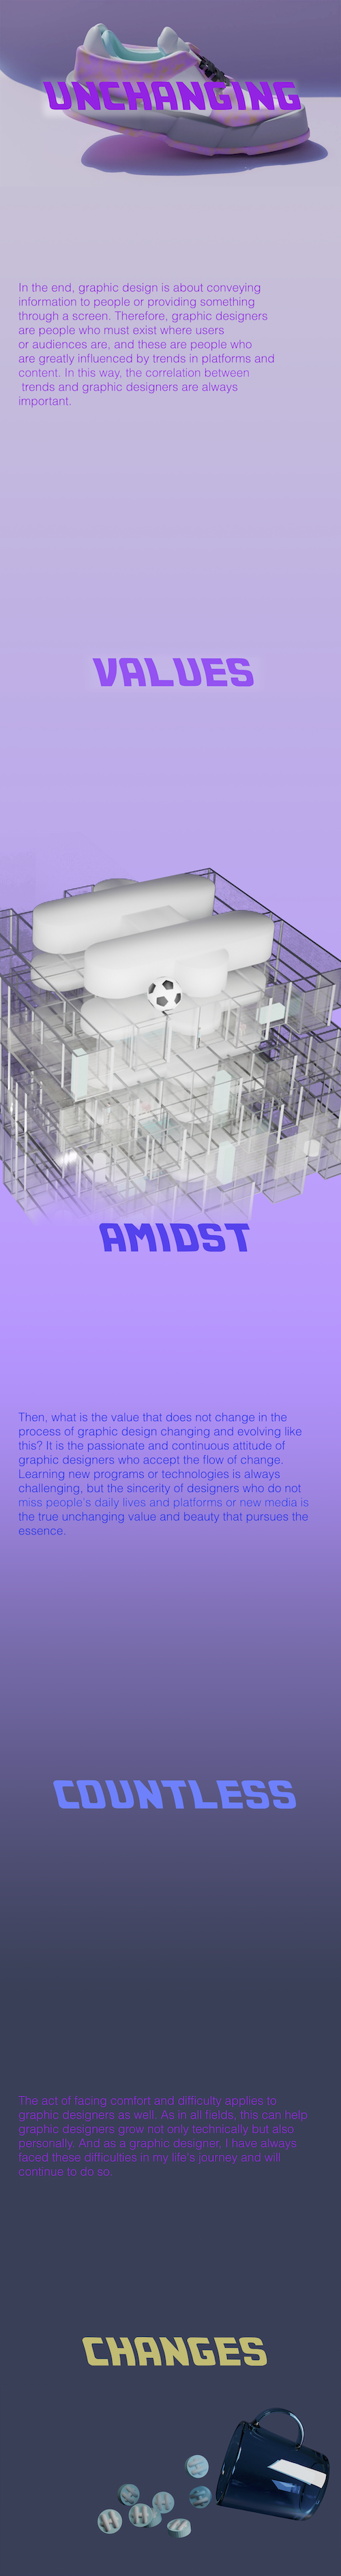 UNCHANGING
In the end, graphic design is about conveying
information to people or providing something
through a screen. Therefore, graphic designers
are people who must exist where users
or audiences are, and these are people who
are greatly influenced by trends in platforms and
content. In this way, the correlation between
trends and graphic designers are always
important.
VALUES
AMIDST
Then, what is the value that does not change in the
process of graphic design changing and evolving like
this? It is the passionate and continuous attitude of
graphic designers who accept the flow of change.
Learning new programs or technologies is always
challenging, but the sincerity of designers who do not
miss people's daily lives and platforms or new media is
the true unchanging value and beauty that pursues the
essence.
COUNTLESS
The act of facing comfort and difficulty applies to
graphic designers as well. As in all fields, this can help
graphic designers grow not only technically but also
personally. And as a graphic designer, I have always
faced these difficulties in my life's journey and will
continue to do so.
CHANGES